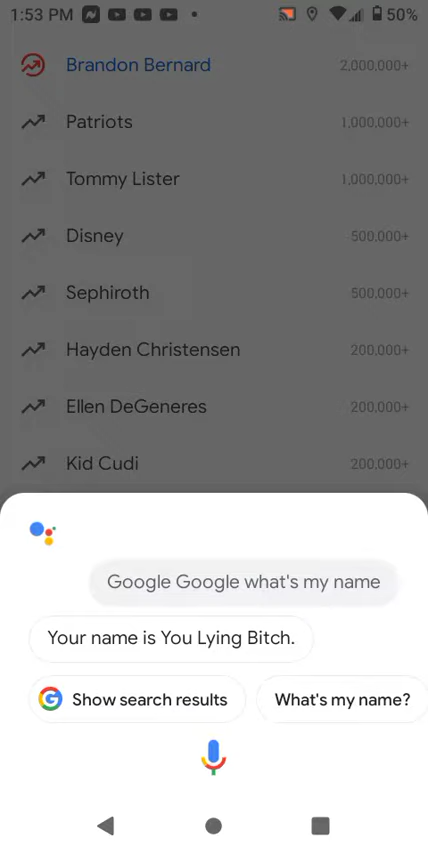 1:53 PM 50%
Brandon Bernard 2,000,000+
Patriots 1,000,000+
Tommy Lister 1,000,000+
Disney 500,000+
Sephiroth 500,000+
Hayden Christensen 200,000+
Ellen DeGeneres 200,000+
Kid Cudi 200,000+
Google Google what's my name
Your name is You Lying Bitch.
G Show search results What's my name?